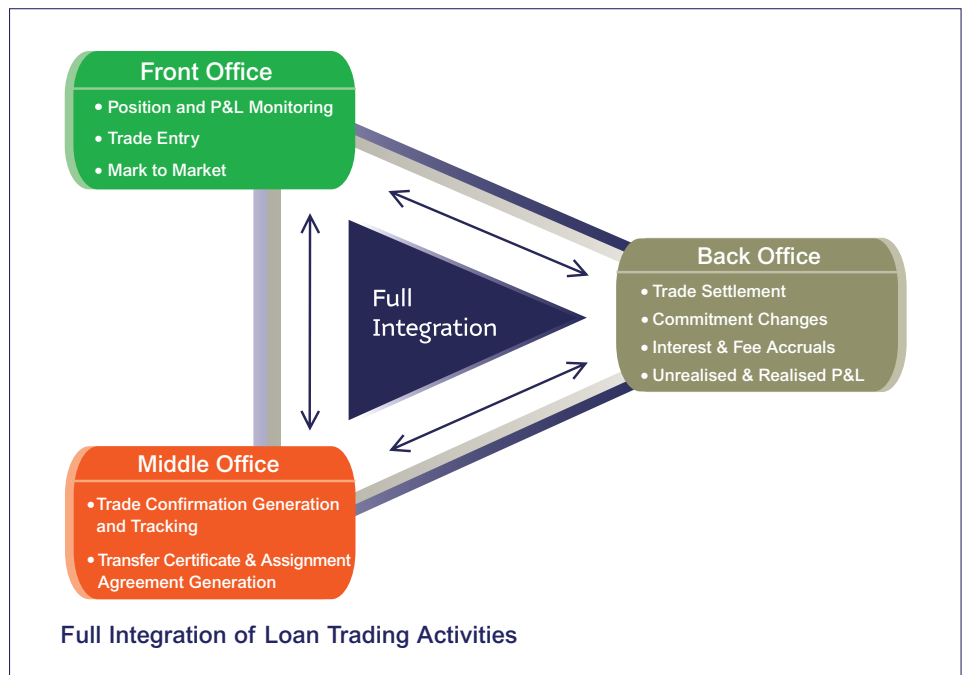 Front Office
• Position and P&L Monitoring
• Trade Entry
• Mark to Market
Full
Integration
Back Office
• Trade Settlement
• Commitment Changes
• Interest & Fee Accruals
• Unrealised & Realised P&L
Middle Office
• Trade Confirmation Generation
and Tracking
• Transfer Certificate & Assignment
Agreement Generation
Full Integration of Loan Trading Activities